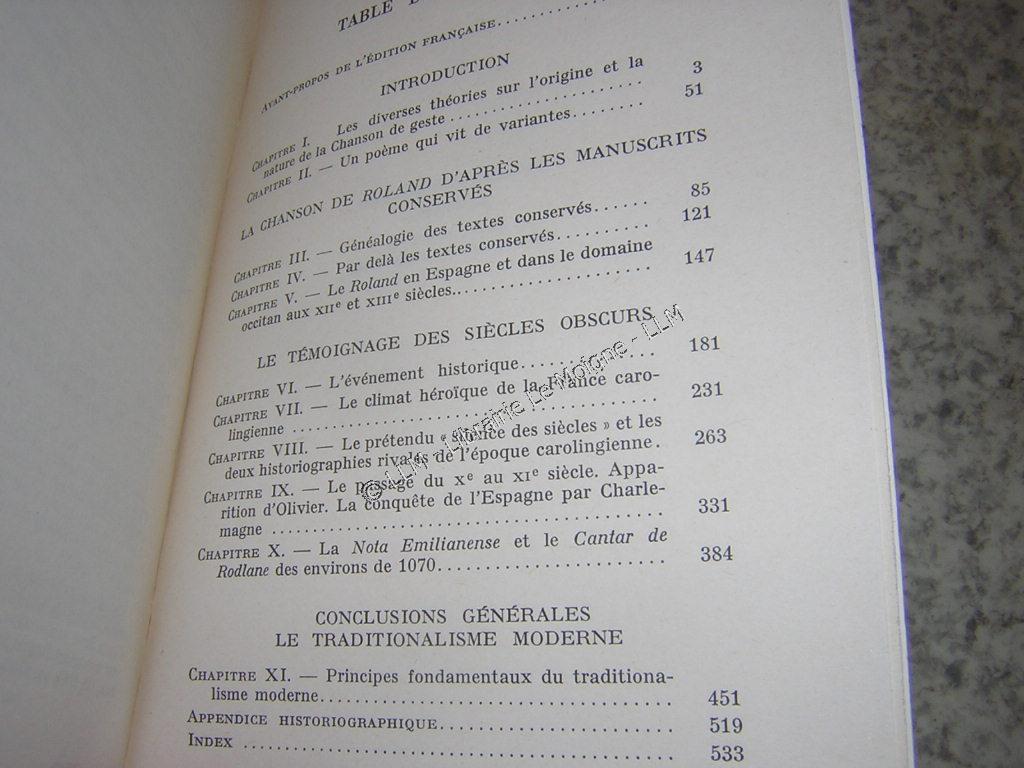 TABLE D
AVANT-PROPOS DE L'ÉDITION FRANÇAISE...............
INTRODUCTION
CHAPITRE I. Les diverses théories sur l'origine et la
nature de la Chanson de geste .................... 3
CHAPITRE II. — Un poème qui vit de variantes........ 51
LA CHANSON DE ROLAND D'APRÈS LES MANUSCRITS
CONSERVÉS
CHAPITRE III. — Généalogie des textes conservés...... 85
CHAPITRE IV. — Par delà les textes conservés.......... 121
CHAPITRE V. — Le Roland en Espagne et dans le domaine
occitan aux XIIe et XIIIe siècles...................... 147
LE TÉMOIGNAGE DES SIÈCLES OBSCURS
CHAPITRE VI. — L'événement historique.............. 181
CHAPITRE VII. — Le climat héroïque de la France caro-
lingienne ........................................ 231
CHAPITRE VIII. — Le prétendu « silence des siècles » et les
deux historiographies rivales de l'époque carolingienne. 263
CHAPITRE IX. — Le passage du Xe au XIe siècle. Appa-
rition d'Olivier. La conquête de l'Espagne par Charle-
magne .......................................... 331
CHAPITRE X. — La Nota Emilianense et le Cantar de
Rodlane des environs de 1070........................ 384
CONCLUSIONS GÉNÉRALES
LE TRADITIONALISME MODERNE
CHAPITRE XI. — Principes fondamentaux du traditiona-
lisme moderne.................................... 451
APPENDICE HISTORIOGRAPHIQUE........................ 519
INDEX ............................................ 533
© LLM - Librairie Le Moigne - LLM